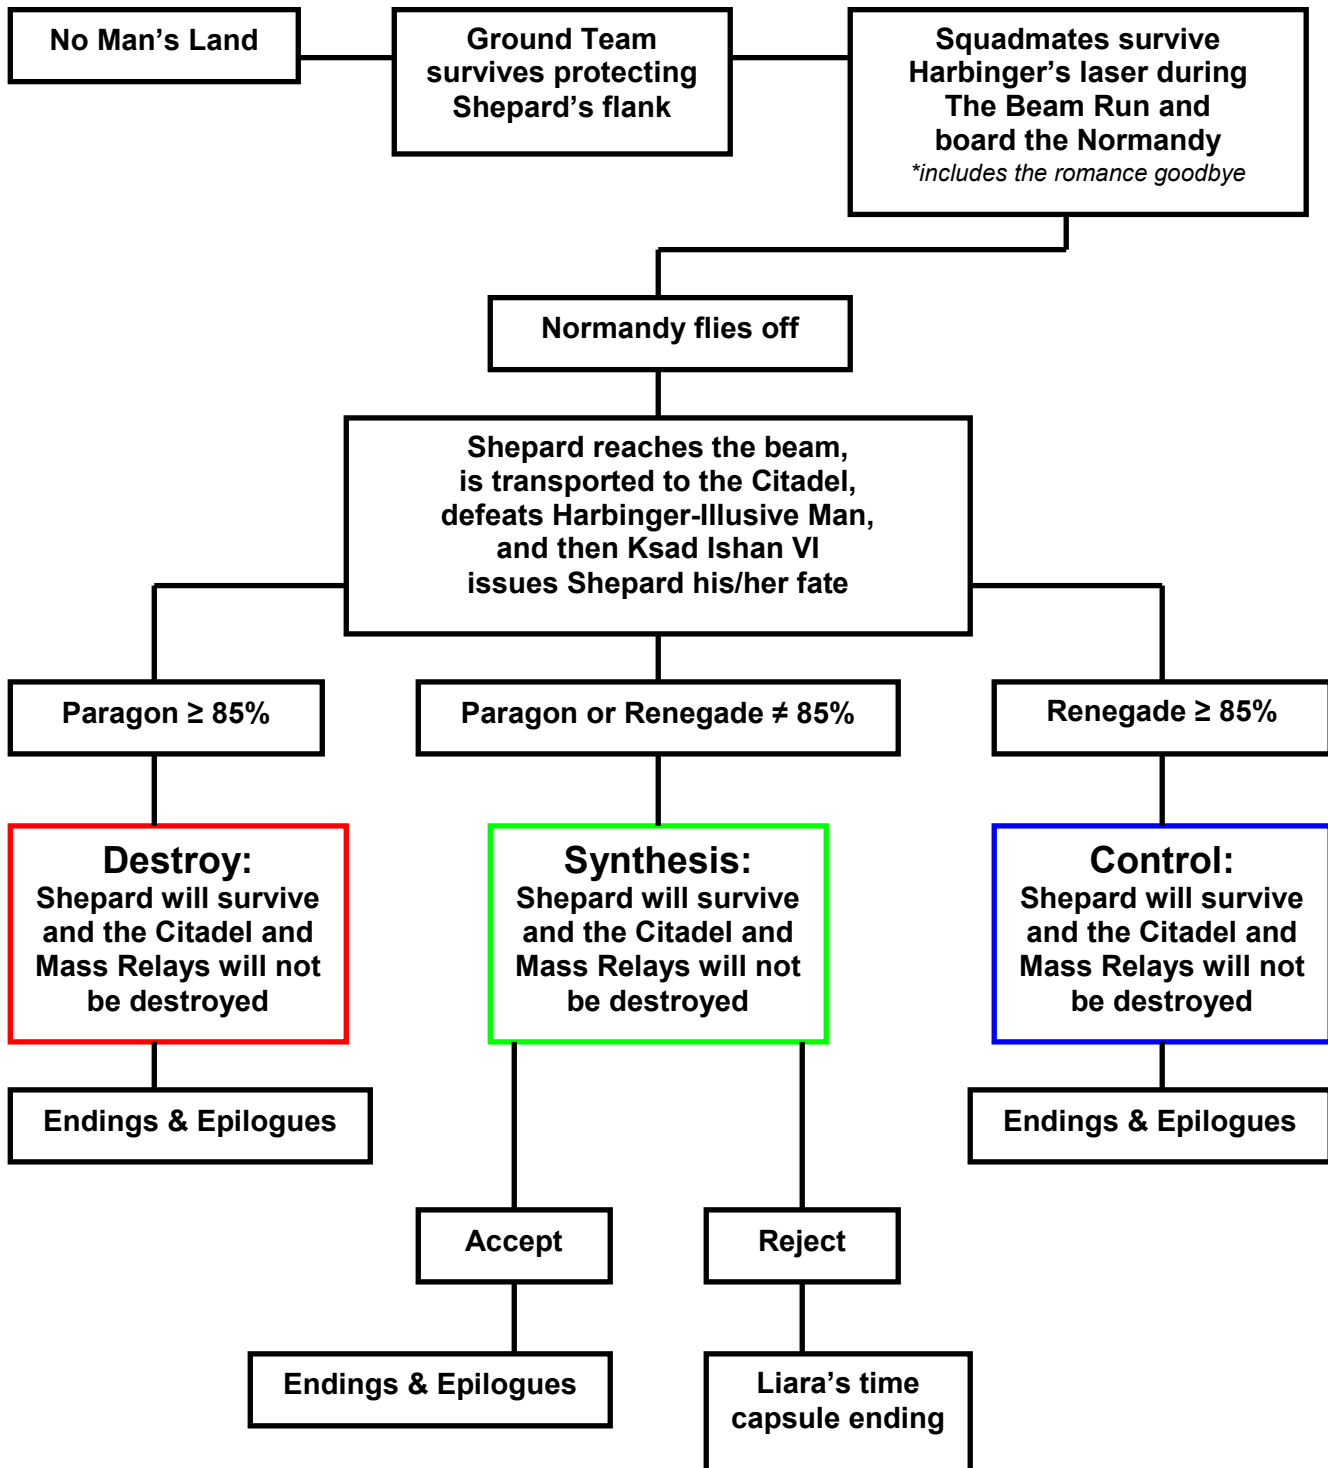 No Man's Land
Ground Team
survives protecting
Shepard's flank
Squadmates survive
Harbinger's laser during
The Beam Run and
board the Normandy
*includes the romance goodbye
Normandy flies off
Shepard reaches the beam,
is transported to the Citadel,
defeats Harbinger-Illusive Man,
and then Ksad Ishan VI
issues Shepard his/her fate
Paragon ≥ 85%
Paragon or Renegade ≠ 85%
Renegade ≥ 85%
Destroy:
Shepard will survive
and the Citadel and
Mass Relays will not
be destroyed
Synthesis:
Shepard will survive
and the Citadel and
Mass Relays will not
be destroyed
Control:
Shepard will survive
and the Citadel and
Mass Relays will not
be destroyed
Endings & Epilogues
Endings & Epilogues
Accept
Reject
Endings & Epilogues
Liara's time
capsule ending